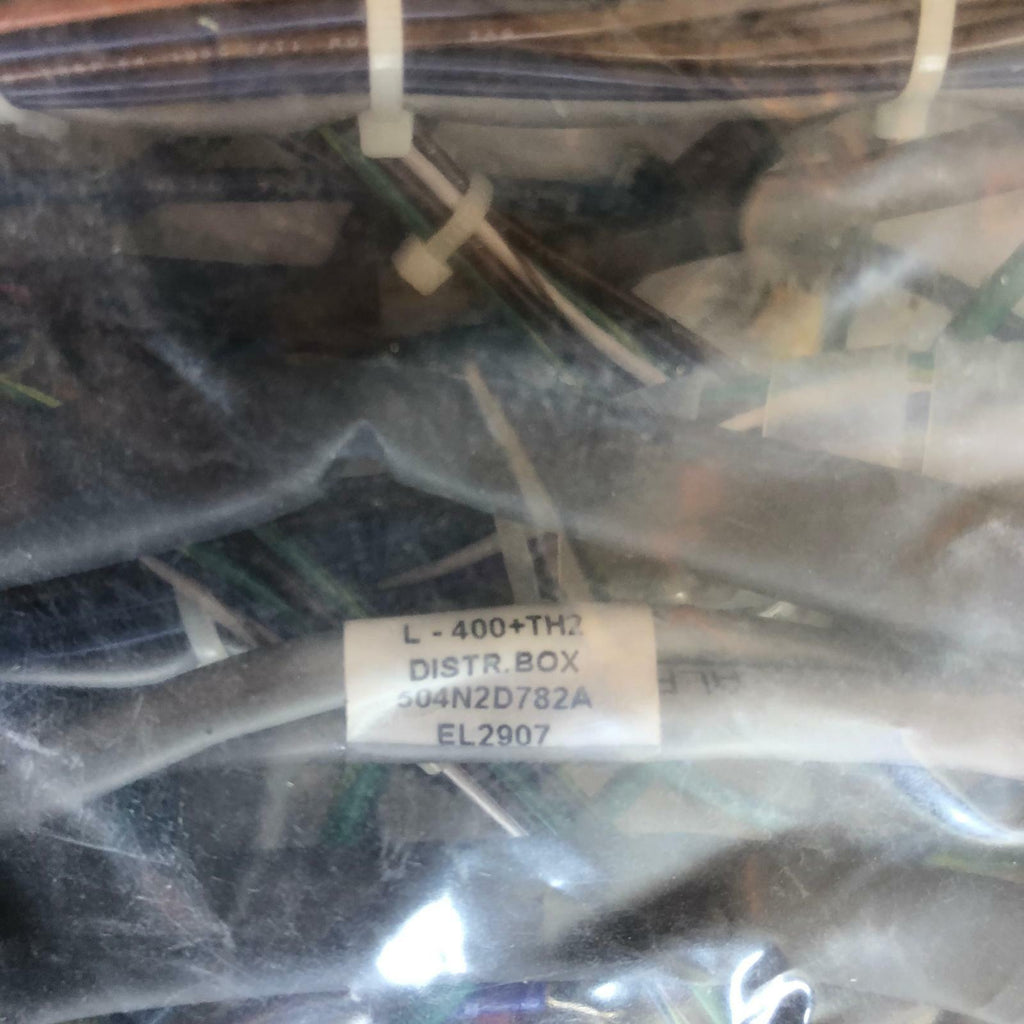 L - 400+TH2
DISTR.BOX
504N2D782A
EL2907